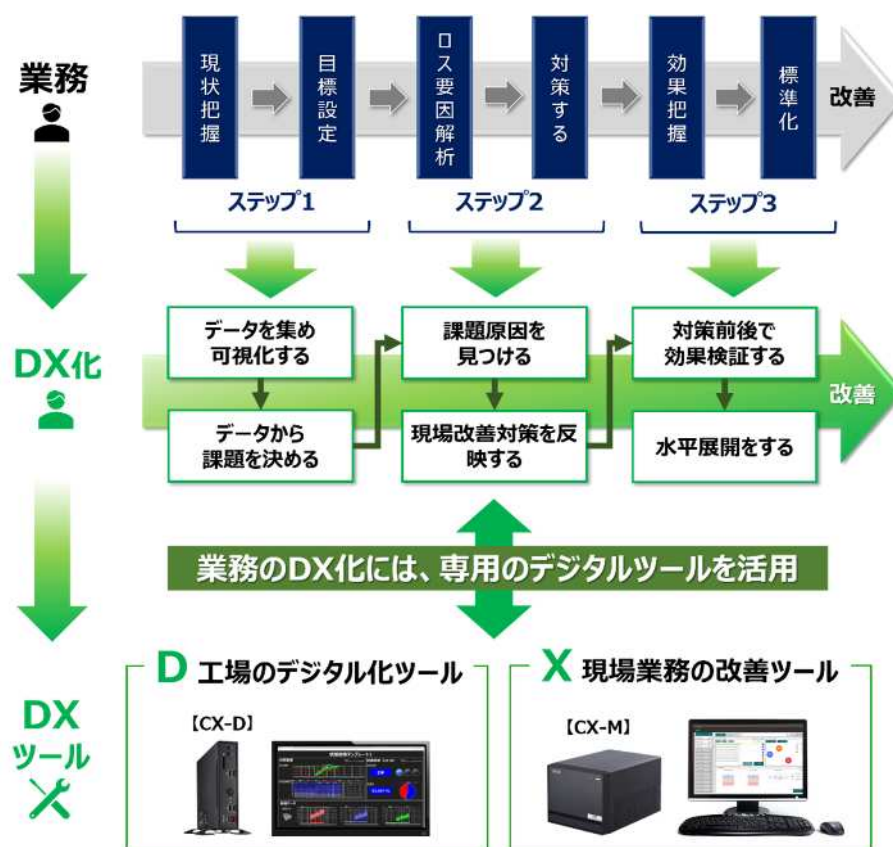 業務
現状把握
目標設定
ロス要因解析
対策する
効果把握
標準化
改善
ステップ1
ステップ2
ステップ3
DX化
データを集め
可視化する
データから
課題を決める
課題原因を
見つける
現場改善対策を反
映する
対策前後で
効果検証する
水平展開をする
改善
業務のDX化には、専用のデジタルツールを活用
DX
ツール
D 工場のデジタル化ツール
【CX-D】
X 現場業務の改善ツール
【CX-M】